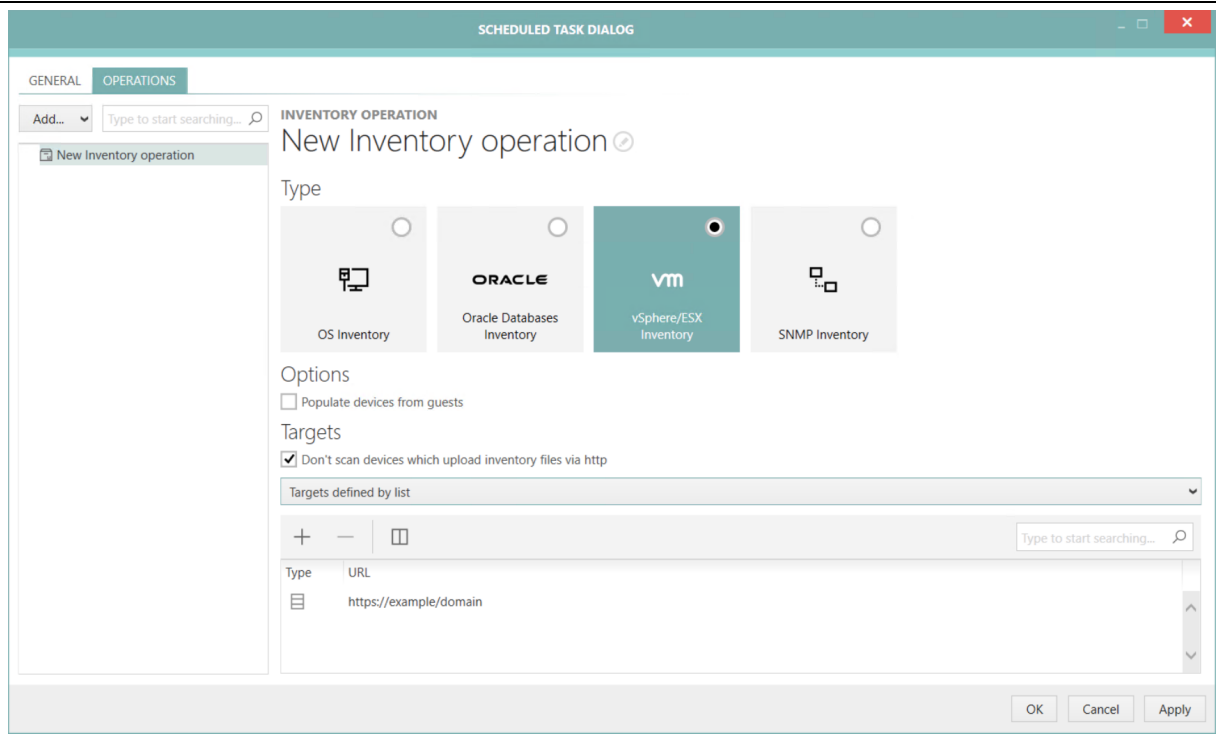 SCHEDULED TASK DIALOG
GENERAL
OPERATIONS
Add...
Type to start searching...
New Inventory operation
INVENTORY OPERATION
New Inventory operation
Type
OS Inventory
ORACLE
Oracle Databases
Inventory
vm
vSphere/ESX
Inventory
SNMP Inventory
Options
Populate devices from guests
Targets
Don't scan devices which upload inventory files via http
Targets defined by list
Type to start searching...
Type URL
https://example/domain
OK Cancel Apply